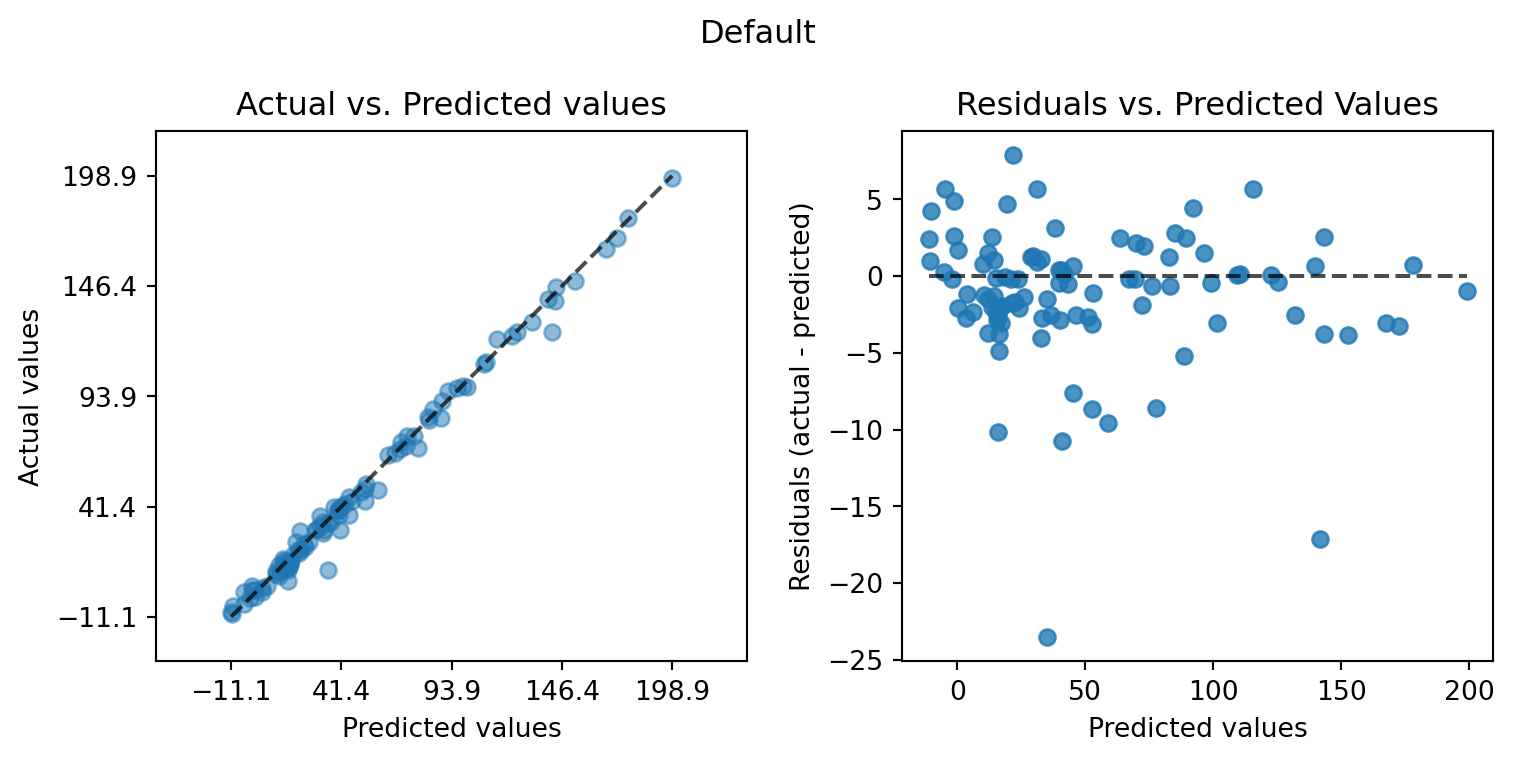 Default
Actual vs. Predicted values
198.9
146.4
93.9
41.4
−11.1
Actual values
−11.1 41.4 93.9 146.4 198.9
Predicted values
Residuals vs. Predicted Values
5
0
−5
−10
−15
−20
−25
Residuals (actual - predicted)
0 50 100 150 200
Predicted values